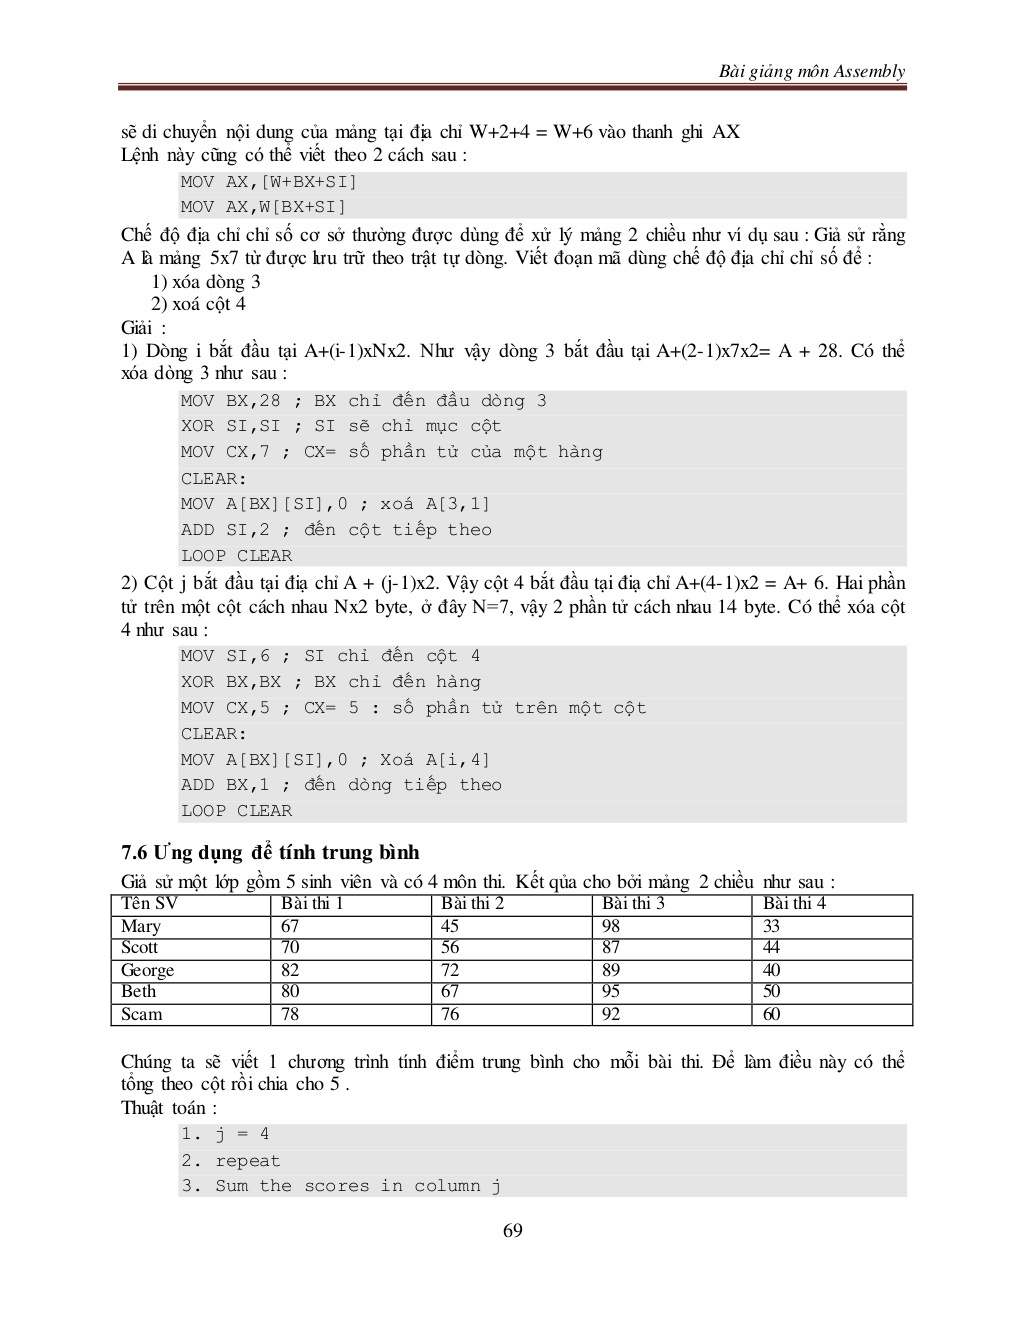 Bài giảng môn Assembly
sẽ di chuyển nội dung của mảng tại địa chỉ W+2+4 = W+6 vào thanh ghi AX
Lệnh này cũng có thể viết theo 2 cách sau :
MOV AX,[W+BX+SI]
MOV AX,W[BX+SI]
Chế độ địa chỉ chỉ số cơ sở thường được dùng để xử lý mảng 2 chiều như ví dụ sau : Giả sử rằng
A là mảng 5x7 từ được lưu trữ theo trật tự dòng. Viết đoạn mã dùng chế độ địa chỉ chỉ số để :
1) xóa dòng 3
2) xoá cột 4
Giải :
1) Dòng i bắt đầu tại A+(i-1)xNx2. Như vậy dòng 3 bắt đầu tại A+(2-1)x7x2= A + 28. Có thể
xóa dòng 3 như sau :
MOV BX,28 ; BX chỉ đến đầu dòng 3
XOR SI,SI ; SI sẽ chỉ mục cột
MOV CX,7 ; CX= số phần tử của một hàng
CLEAR:
MOV A[BX][SI],0 ; xoá A[3,1]
ADD SI,2 ; đến cột tiếp theo
LOOP CLEAR
2) Cột j bắt đầu tại điạ chỉ A + (j-1)x2. Vậy cột 4 bắt đầu tại điạ chỉ A+(4-1)x2 = A+ 6. Hai phần
tử trên một cột cách nhau Nx2 byte, ở đây N=7, vậy 2 phần tử cách nhau 14 byte. Có thể xóa cột
4 như sau :
MOV SI,6 ; SI chỉ đến cột 4
XOR BX,BX ; BX chỉ đến hàng
MOV CX,5 ; CX= 5 : số phần tử trên một cột
CLEAR:
MOV A[BX][SI],0 ; Xoá A[i,4]
ADD BX,1 ; đến dòng tiếp theo
LOOP CLEAR
7.6 Ưng dụng để tính trung bình
Giả sử một lớp gồm 5 sinh viên và có 4 môn thi. Kết qủa cho bởi mảng 2 chiều như sau :
Tên SV Bài thi 1 Bài thi 2 Bài thi 3 Bài thi 4
Mary 67 45 98 33
Scott 70 56 87 44
George 82 72 89 40
Beth 80 67 95 50
Scam 78 76 92 60
Chúng ta sẽ viết 1 chương trình tính điểm trung bình cho mỗi bài thi. Để làm điều này có thể
tổng theo cột rồi chia cho 5 .
Thuật toán :
1. j = 4
2. repeat
3. Sum the scores in column j
69